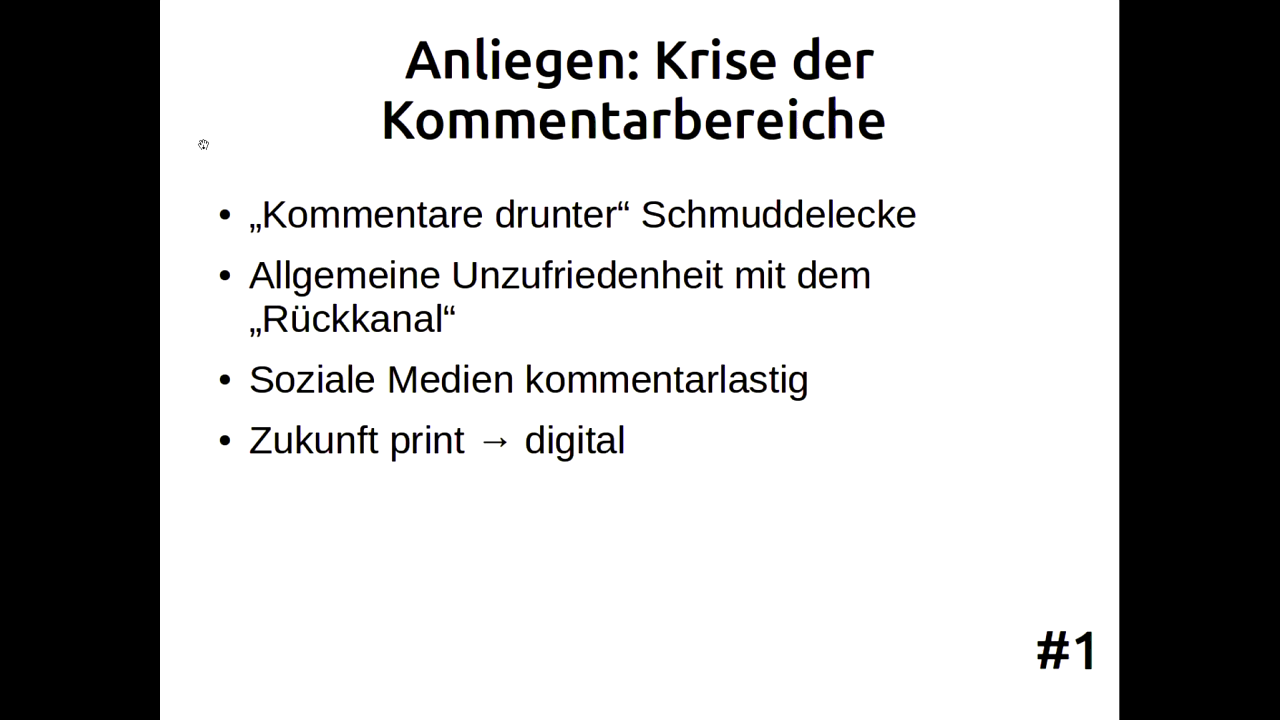 Anliegen: Krise der
Kommentarbereiche
• „Kommentare drunter“ Schmuddelecke
• Allgemeine Unzufriedenheit mit dem
„Rückkanal“
• Soziale Medien kommentarlastig
• Zukunft print → digital
#1